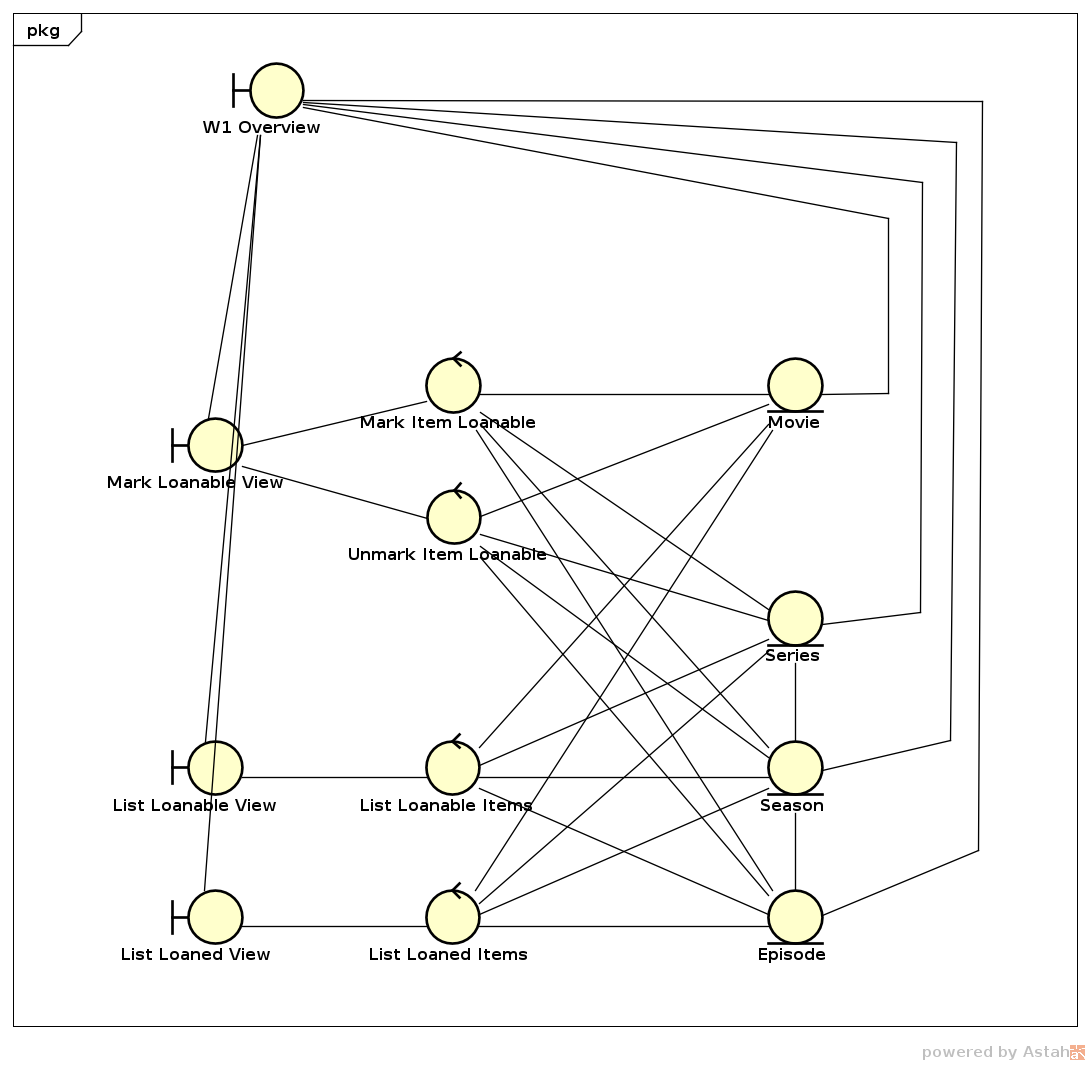 pkg
W1 Overview
Mark Item Loanable
Movie
Mark Loanable View
Unmark Item Loanable
Series
List Loanable View
List Loanable Items
Season
List Loaned View
List Loaned Items
Episode
powered by Astah